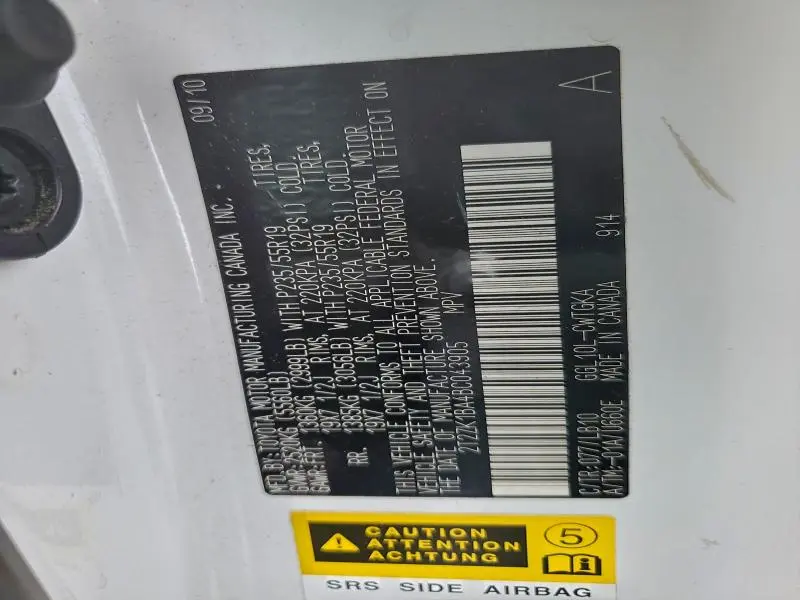 MFD. BY: TOYOTA MOTOR MANUFACTURING CANADA INC. 09/10
GVWR: 2520KG (5560LB)
GAWR: FRT. 1360KG (2999LB) WITH P235/55R19 TIRES,
19X7 1/2J RIMS, AT 220KPA (32PSI) COLD.
RR. 1385KG (3056LB) WITH P235/55R19 TIRES,
19X7 1/2J RIMS, AT 220KPA (32PSI) COLD.
THIS VEHICLE CONFORMS TO ALL APPLICABLE FEDERAL MOTOR
VEHICLE SAFETY AND THEFT PREVENTION STANDARDS IN EFFECT ON
THE DATE OF MANUFACTURE SHOWN ABOVE.
2T2ZK1BA4BC043905 MPV
A
C/TR: 077/LB10 GGL10L-CWTGKA
A/TM: -01A/U660E MADE IN CANADA 914
CAUTION
ATTENTION
ACHTUNG
5
SRS SIDE AIRBAG